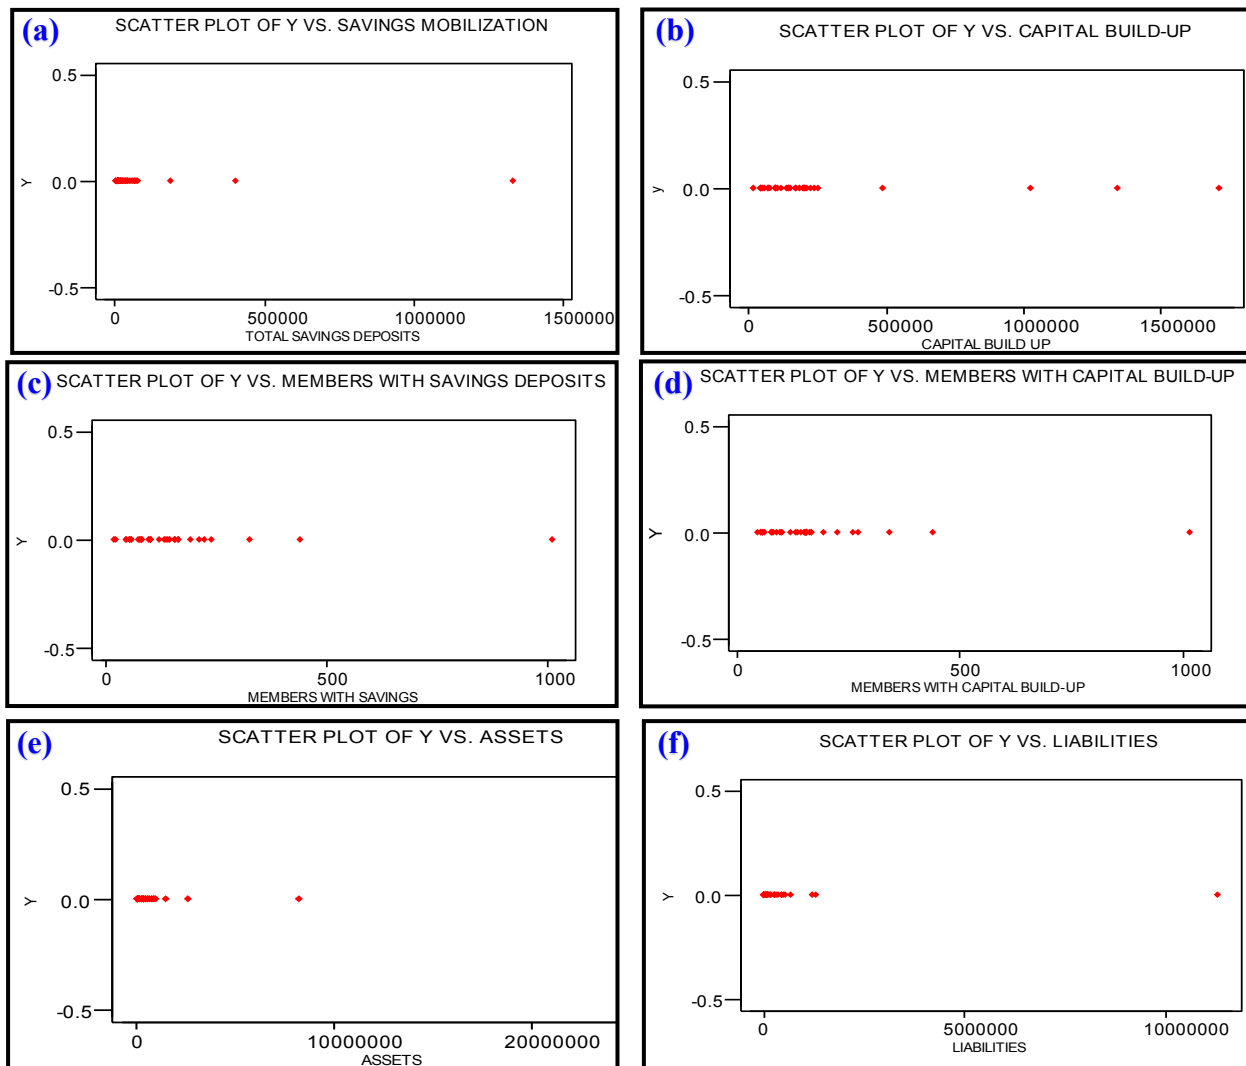 (a) SCATTER PLOT OF Y VS. SAVINGS MOBILIZATION
0.5
Y 0.0
-0.5
0 500000 1000000 1500000
TOTAL SAVINGS DEPOSITS
(b) SCATTER PLOT OF Y VS. CAPITAL BUILD-UP
0.5
y 0.0
-0.5
0 500000 1000000 1500000
CAPITAL BUILD UP
(c) SCATTER PLOT OF Y VS. MEMBERS WITH SAVINGS DEPOSITS
0.5
Y 0.0
-0.5
0 500 1000
MEMBERS WITH SAVINGS
(d) SCATTER PLOT OF Y VS. MEMBERS WITH CAPITAL BUILD-UP
0.5
Y 0.0
-0.5
0 500 1000
MEMBERS WITH CAPITAL BUILD-UP
(e) SCATTER PLOT OF Y VS. ASSETS
0.5
Y 0.0
-0.5
0 10000000 20000000
ASSETS
(f) SCATTER PLOT OF Y VS. LIABILITIES
0.5
Y 0.0
-0.5
0 5000000 10000000
LIABILITIES